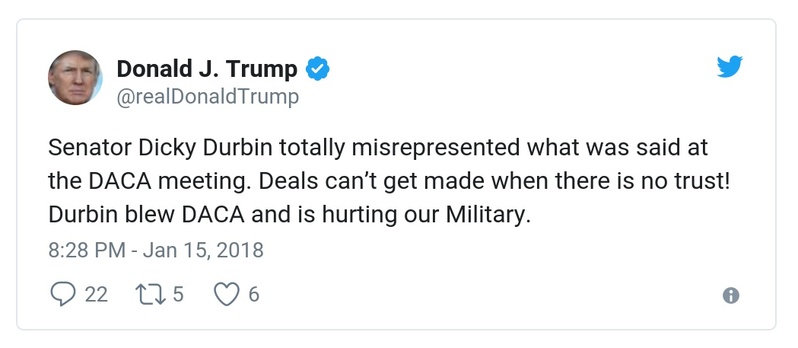 Donald J. Trump
@realDonaldTrump
Senator Dicky Durbin totally misrepresented what was said at
the DACA meeting. Deals can’t get made when there is no trust!
Durbin blew DACA and is hurting our Military.
8:28 PM - Jan 15, 2018
22 5 6